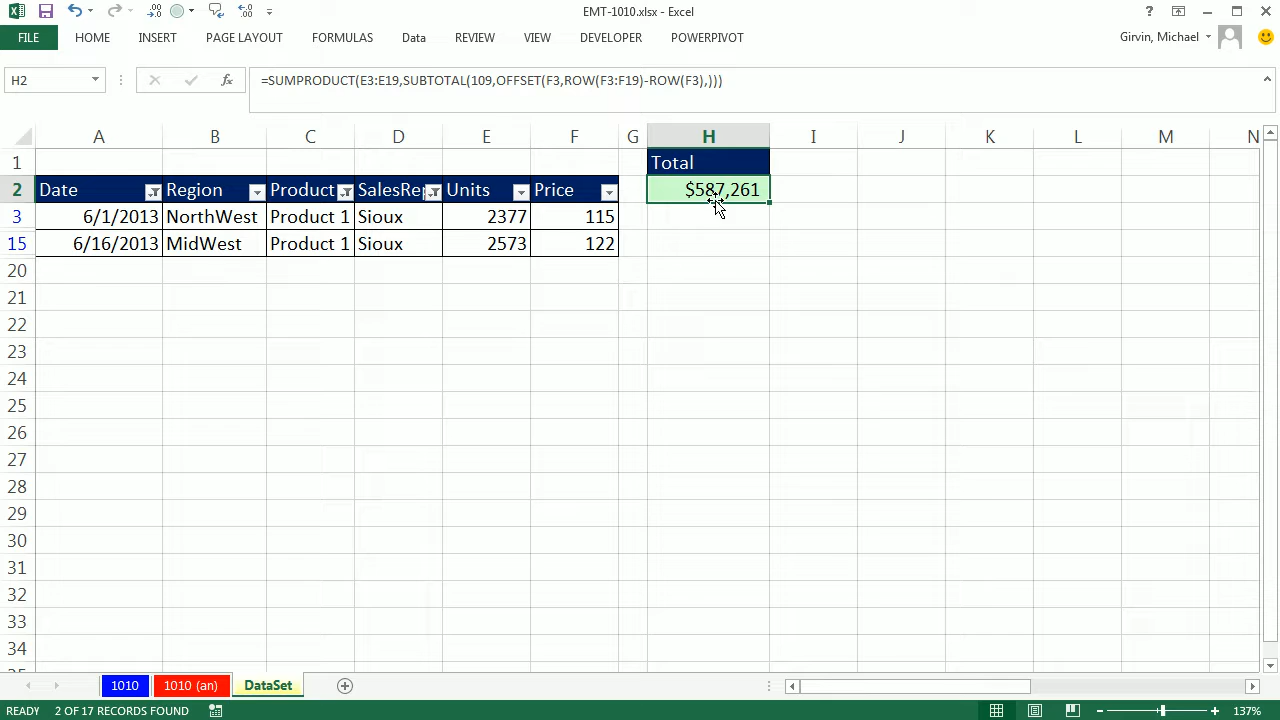 EMT-1010.xlsx - Excel
FILE HOME INSERT PAGE LAYOUT FORMULAS Data REVIEW VIEW DEVELOPER POWERPIVOT Girvin, Michael
H2 fx =SUMPRODUCT(E3:E19,SUBTOTAL(109,OFFSET(F3,ROW(F3:F19)-ROW(F3),)))
A B C D E F G H I J K L M N
1 Total
2 Date Region Product SalesRep Units Price $587,261
3 6/1/2013 NorthWest Product 1 Sioux 2377 115
15 6/16/2013 MidWest Product 1 Sioux 2573 122
20
21
22
23
24
25
26
27
28
29
30
31
32
33
34
1010 1010 (an) DataSet
READY 2 OF 17 RECORDS FOUND 137%